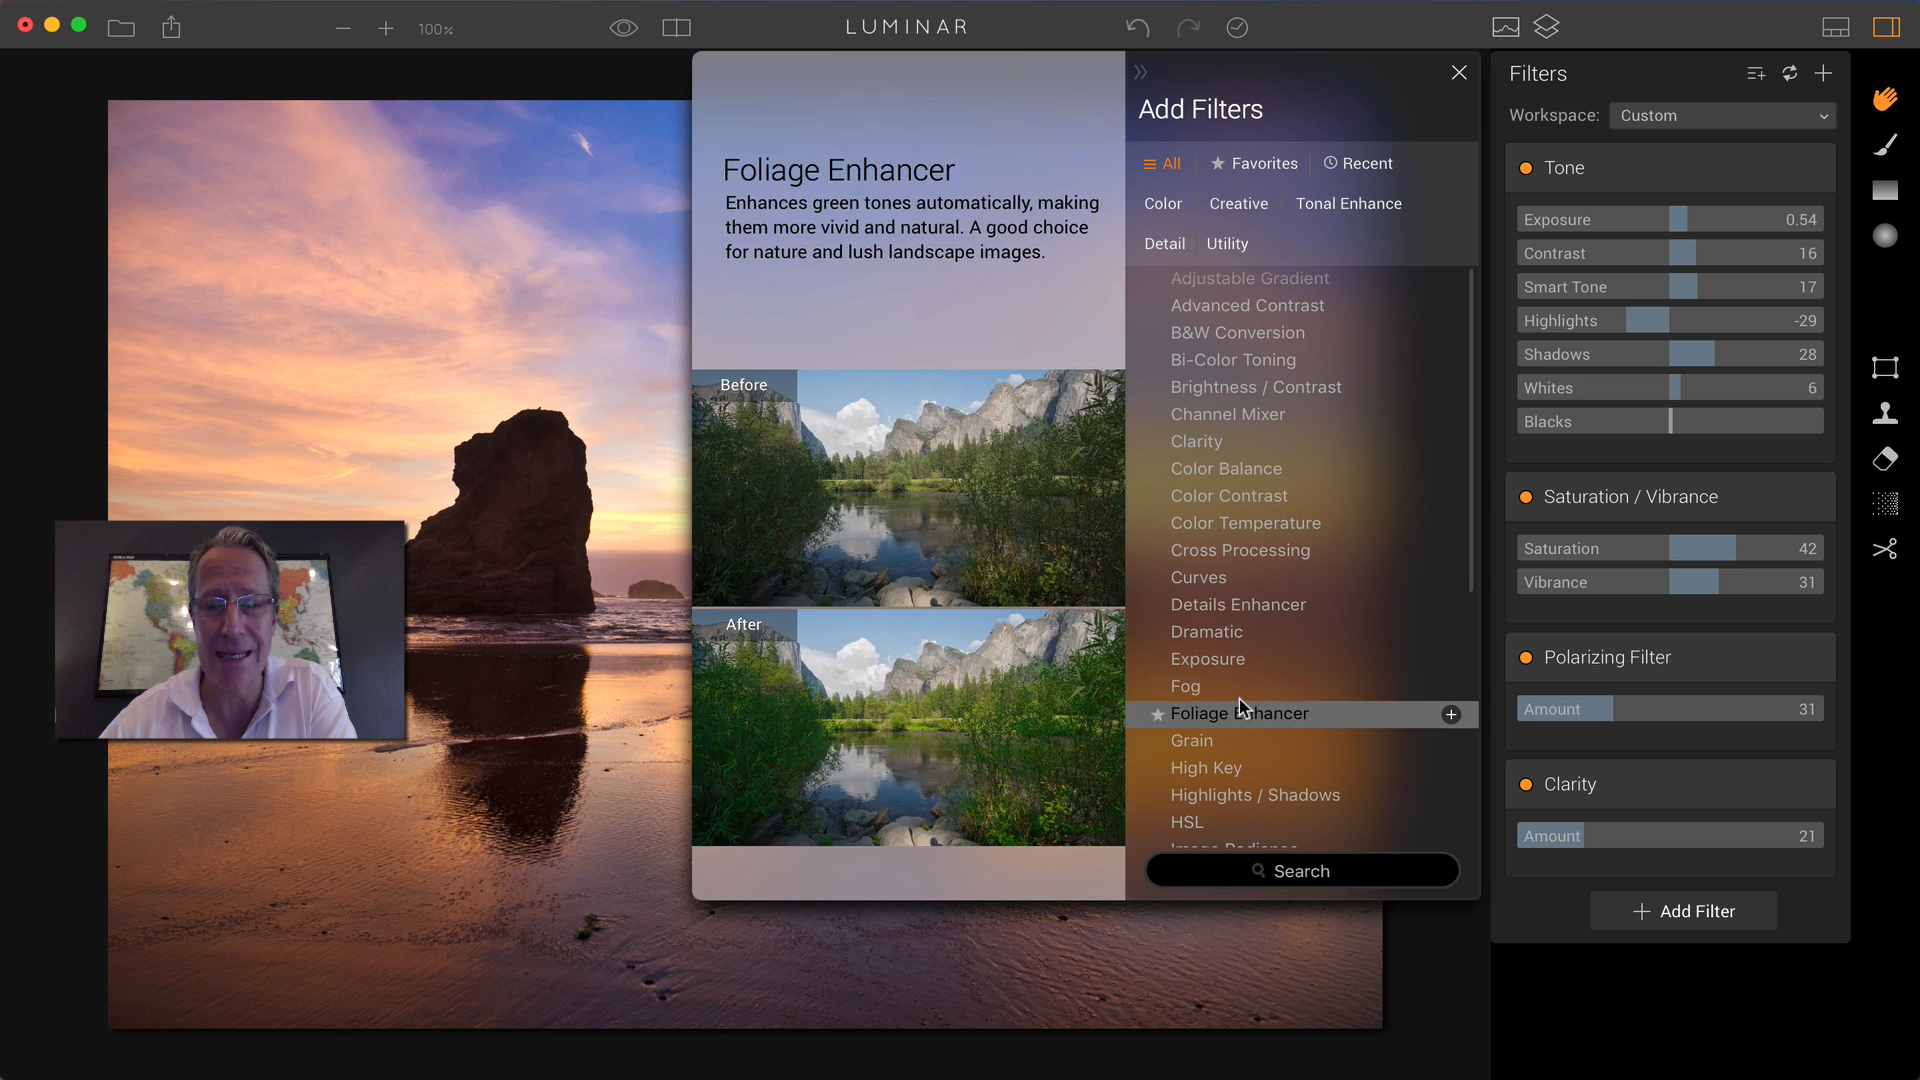 100%
LUMINAR
Foliage Enhancer
Enhances green tones automatically, making
them more vivid and natural. A good choice
for nature and lush landscape images.
Before
After
Add Filters
All
Favorites
Recent
Color
Creative
Tonal Enhance
Detail
Utility
Adjustable Gradient
Advanced Contrast
B&W Conversion
Bi-Color Toning
Brightness / Contrast
Channel Mixer
Clarity
Color Balance
Color Contrast
Color Temperature
Cross Processing
Curves
Details Enhancer
Dramatic
Exposure
Fog
Foliage Enhancer
Grain
High Key
Highlights / Shadows
HSL
Image Radiance
Search
Filters
Workspace: Custom
Tone
Exposure 0.54
Contrast 16
Smart Tone 17
Highlights -29
Shadows 28
Whites 6
Blacks
Saturation / Vibrance
Saturation 42
Vibrance 31
Polarizing Filter
Amount 31
Clarity
Amount 21
Add Filter